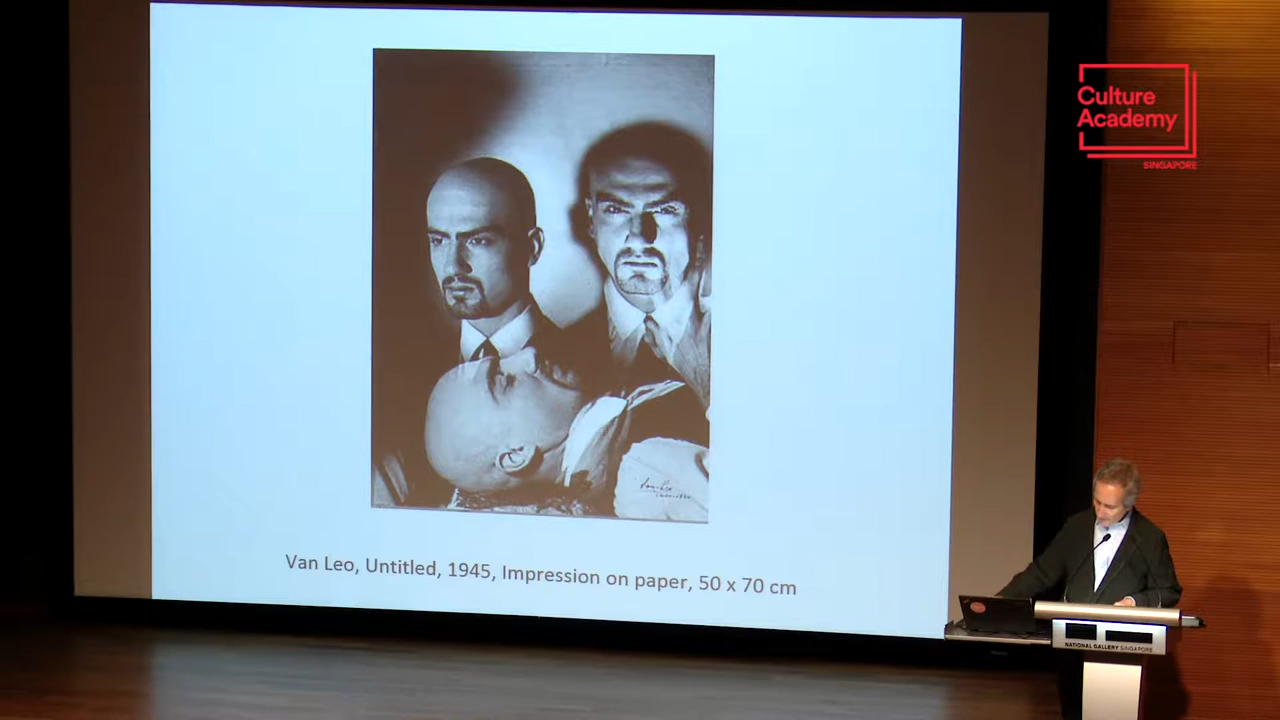 Culture
Academy
SINGAPORE
Van Leo, Untitled, 1945, Impression on paper, 50 x 70 cm
NATIONAL GALLERY SINGAPORE